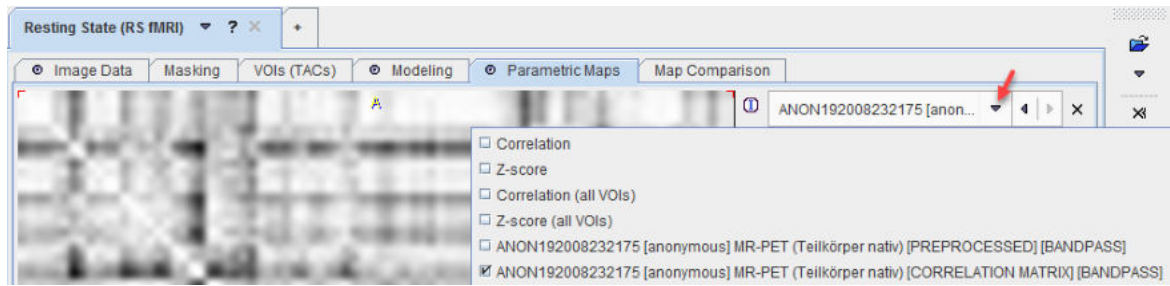 Resting State (RS fMRI) ? +
Image Data Masking VOIs (TACs) Modeling Parametric Maps Map Comparison
A
ANON192008232175 [anon...
Correlation
Z-score
Correlation (all VOIs)
Z-score (all VOIs)
ANON192008232175 [anonymous] MR-PET (Teilkörper nativ) [PREPROCESSED] [BANDPASS]
ANON192008232175 [anonymous] MR-PET (Teilkörper nativ) [CORRELATION MATRIX] [BANDPASS]